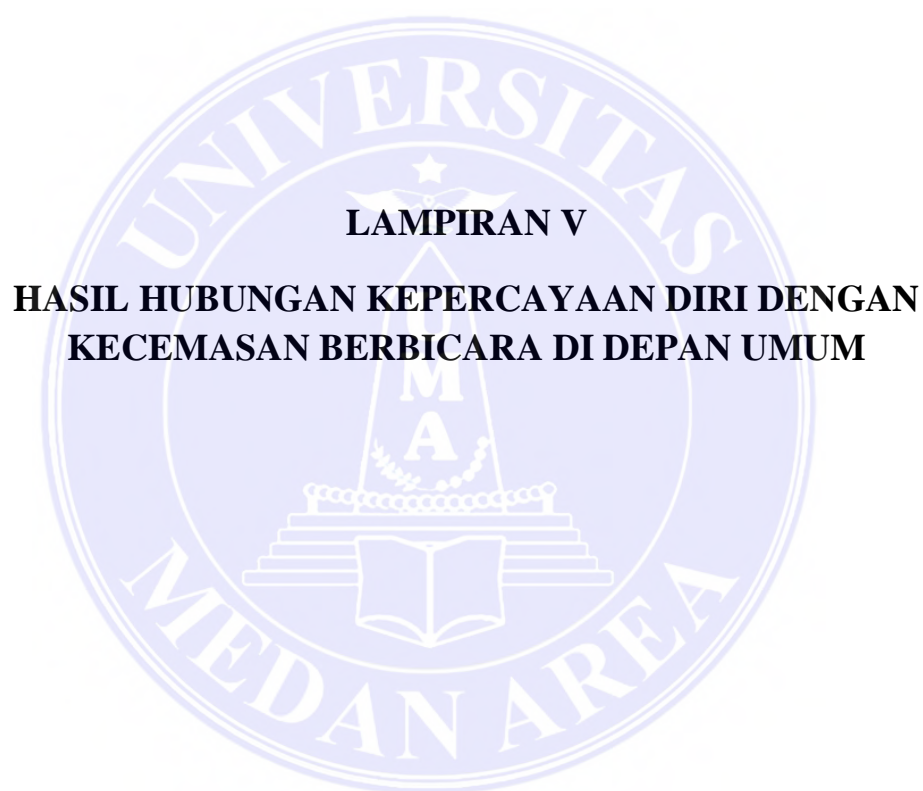 UNIVERSITAS
LAMPIRAN V
HASIL HUBUNGAN KEPERCAYAAN DIRI DENGAN
KECEMASAN BERBICARA DI DEPAN UMUM
U
M
A
MEDAN AREA